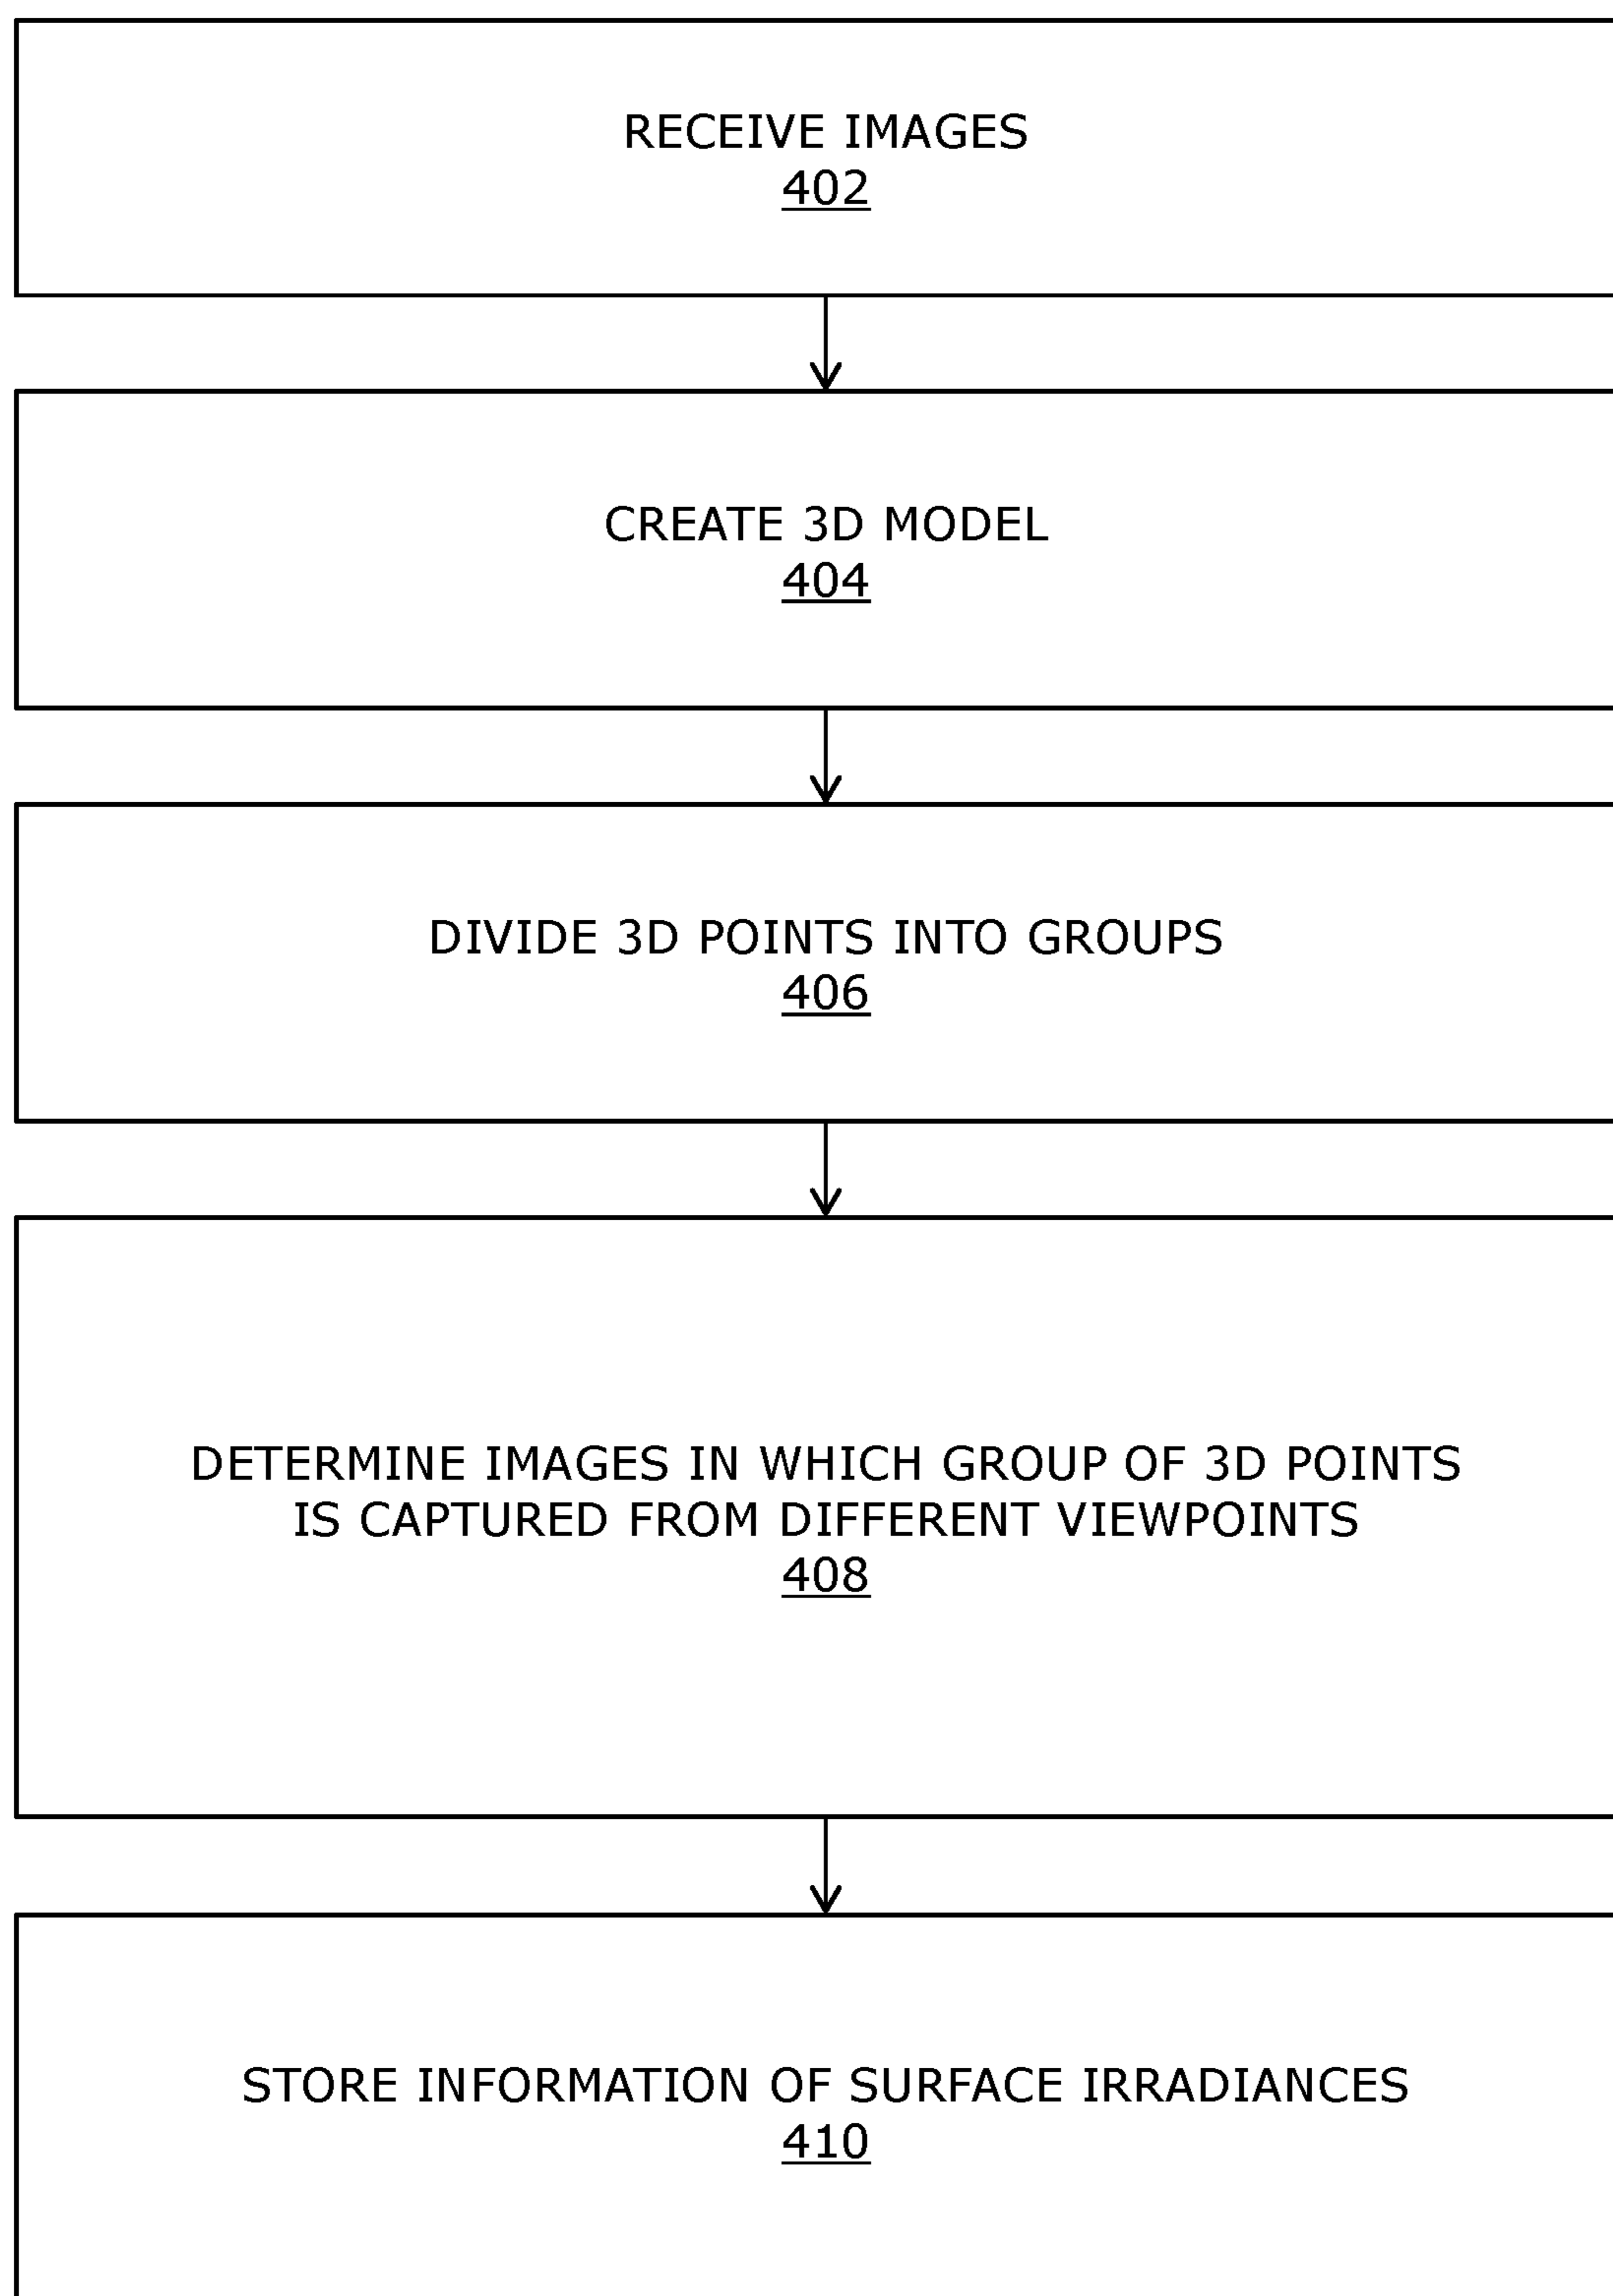 RECEIVE IMAGES
402
CREATE 3D MODEL
404
DIVIDE 3D POINTS INTO GROUPS
406
DETERMINE IMAGES IN WHICH GROUP OF 3D POINTS
IS CAPTURED FROM DIFFERENT VIEWPOINTS
408
STORE INFORMATION OF SURFACE IRRADIANCES
410